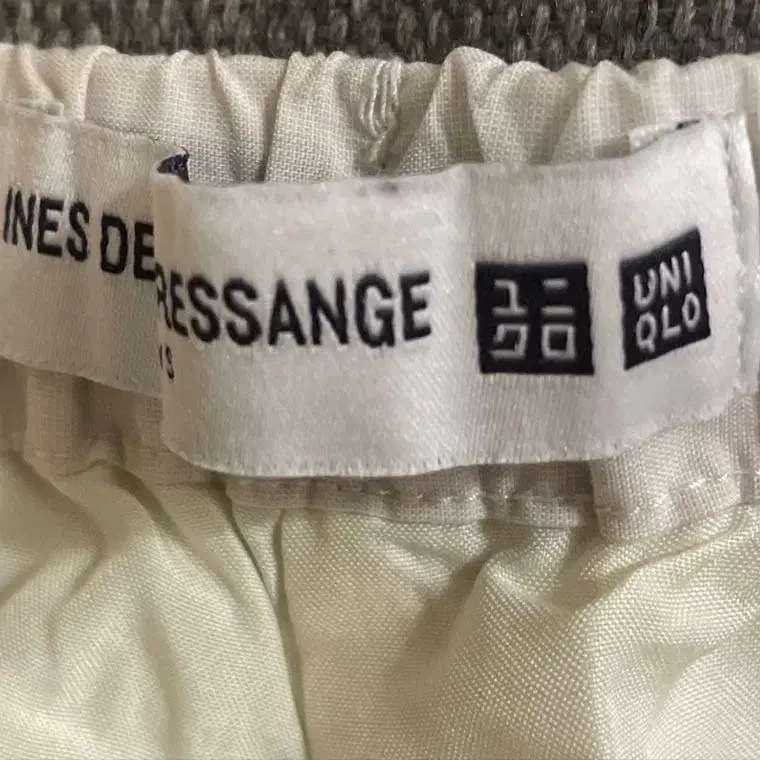 INES DE
RESSANGE
ユニ
クロ
UNI
QLO
S